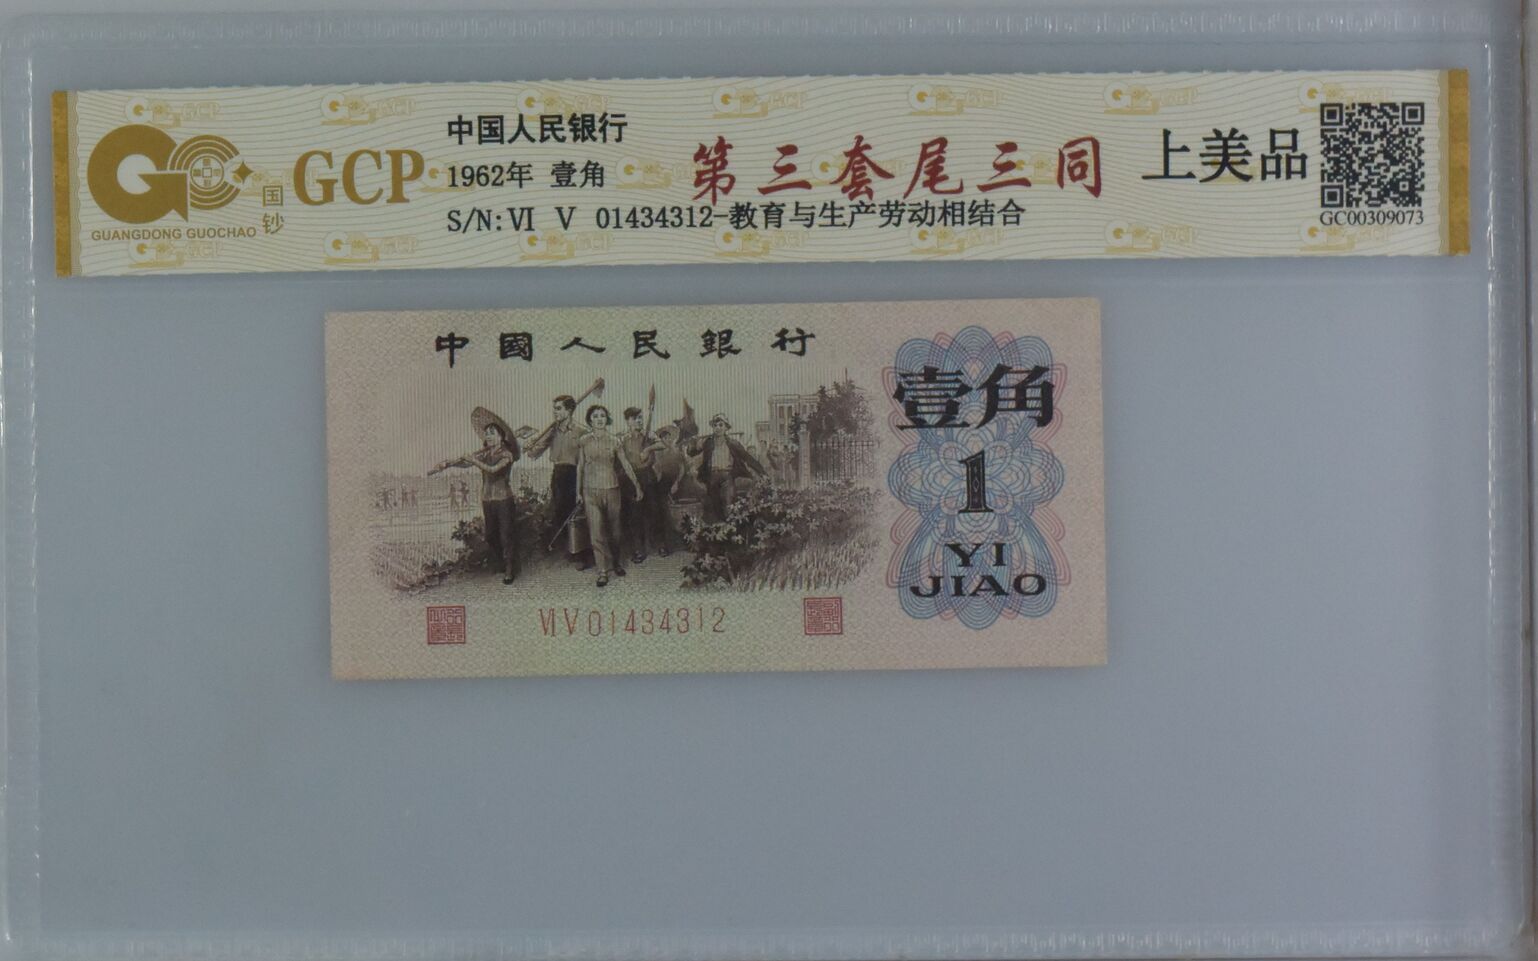 GUANGDONG GUOCHAO
国钞
GCP
中国人民银行
1962年 壹角
S/N: Ⅵ Ⅴ 01434312-教育与生产劳动相结合
第三套尾三同
上美品
GC00309073
中國人民銀行
壹角
1
YI
JIAO
ⅥⅤ01434312